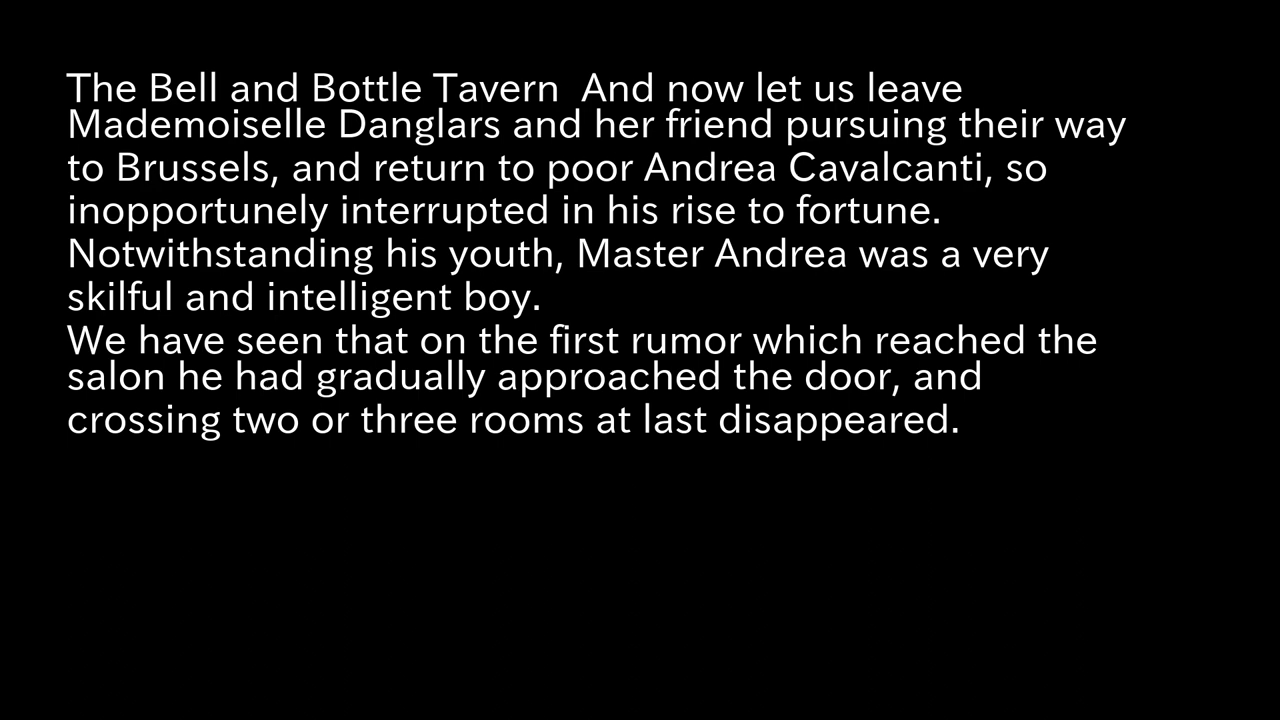 The Bell and Bottle Tavern  And now let us leave
Mademoiselle Danglars and her friend pursuing their way
to Brussels, and return to poor Andrea Cavalcanti, so
inopportunely interrupted in his rise to fortune.
Notwithstanding his youth, Master Andrea was a very
skilful and intelligent boy.
We have seen that on the first rumor which reached the
salon he had gradually approached the door, and
crossing two or three rooms at last disappeared.